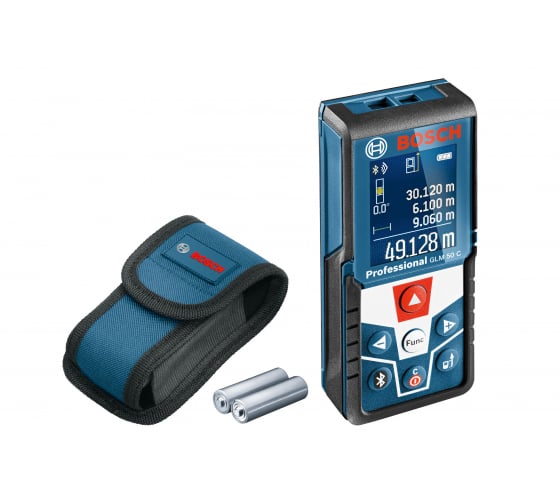 BOSCH
BOSCH
0.0°
30.120 m
6.100 m
9.060 m
49.128 m
Professional GLM 50 C
Func
C